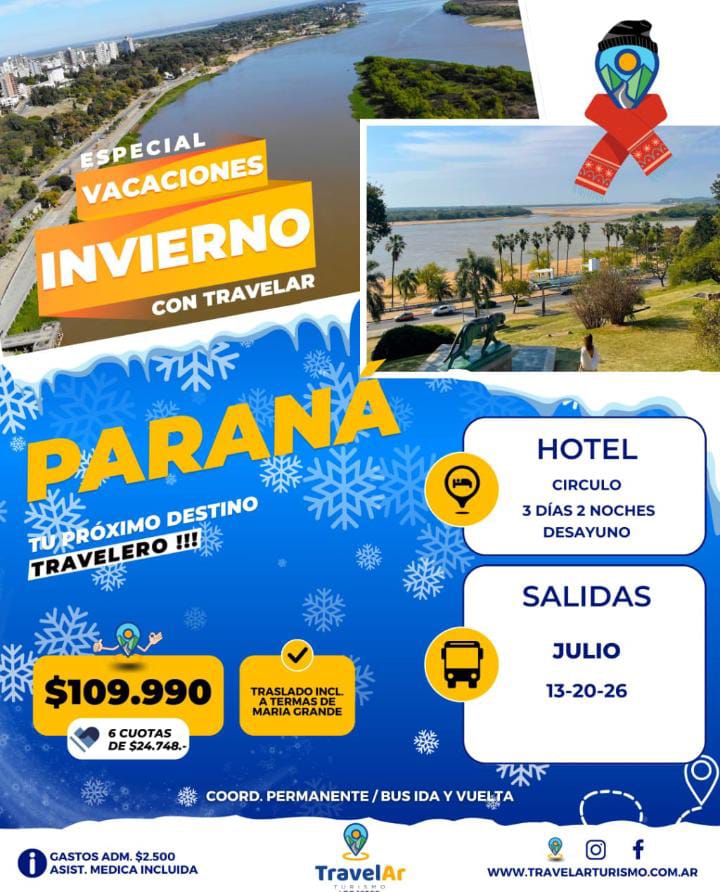 ESPECIAL
VACACIONES
INVIERNO
CON TRAVELAR
PARANÁ
TU PRÓXIMO DESTINO
TRAVELERO !!!
HOTEL
CIRCULO
3 DÍAS 2 NOCHES
DESAYUNO
SALIDAS
JULIO
13-20-26
$109.990
6 CUOTAS
DE $24.748.-
TRASLADO INCL.
A TERMAS DE
MARIA GRANDE
COORD. PERMANENTE / BUS IDA Y VUELTA
GASTOS ADM. $2.500
ASIST. MEDICA INCLUIDA
TravelAr
TURISMO
WWW.TRAVELARTURISMO.COM.AR